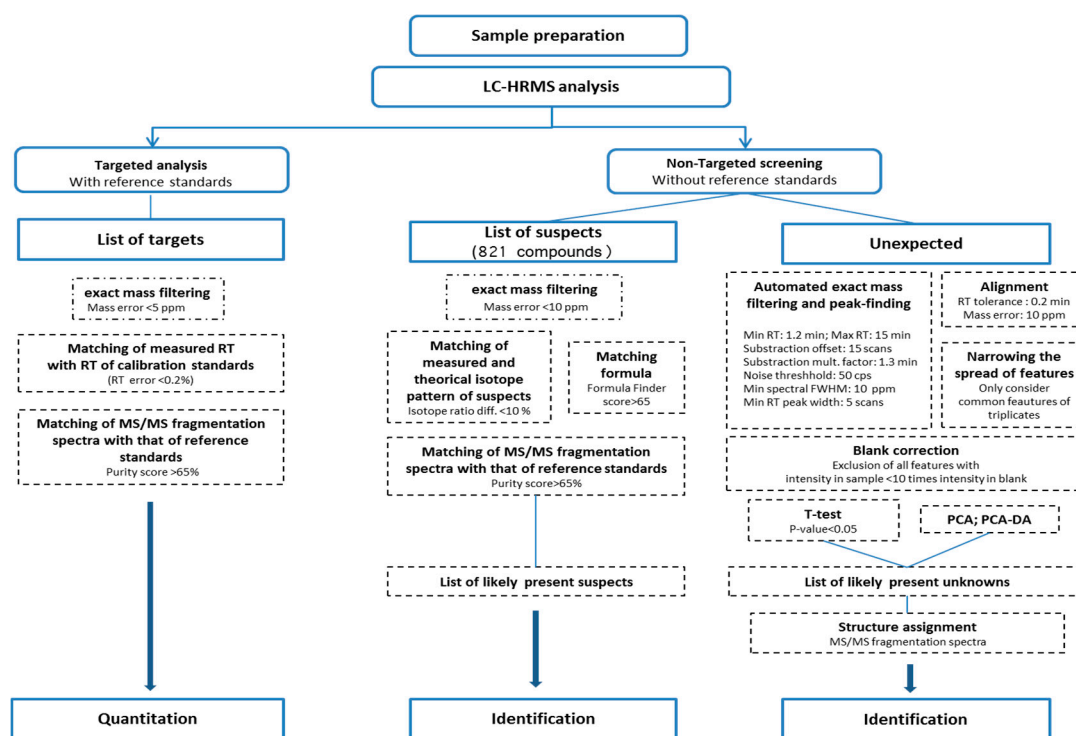 Sample preparation
LC-HRMS analysis
Targeted analysis
With reference standards
Non-Targeted screening
Without reference standards
List of targets
exact mass filtering
Mass error <5 ppm
Matching of measured RT
with RT of calibration standards
(RT error <0.2%)
Matching of MS/MS fragmentation
spectra with that of reference
standards
Purity score >65%
Quantitation
List of suspects
(821 compounds )
exact mass filtering
Mass error <10 ppm
Matching of
measured and
theorical isotope
pattern of suspects
Isotope ratio diff. <10 %
Matching
formula
Formula Finder
score>65
Matching of MS/MS fragmentation
spectra with that of reference standards
Purity score>65%
List of likely present suspects
Identification
Unexpected
Automated exact mass
filtering and peak-finding
Min RT: 1.2 min; Max RT: 15 min
Substraction offset: 15 scans
Substraction mult. factor: 1.3 min
Noise threshhold: 50 cps
Min spectral FWHM: 10 ppm
Min RT peak width: 5 scans
Alignment
RT tolerance : 0.2 min
Mass error: 10 ppm
Narrowing the
spread of features
Only consider
common feautures of
triplicates
Blank correction
Exclusion of all features with
intensity in sample <10 times intensity in blank
T-test
P-value<0.05
PCA; PCA-DA
List of likely present unknowns
Structure assignment
MS/MS fragmentation spectra
Identification